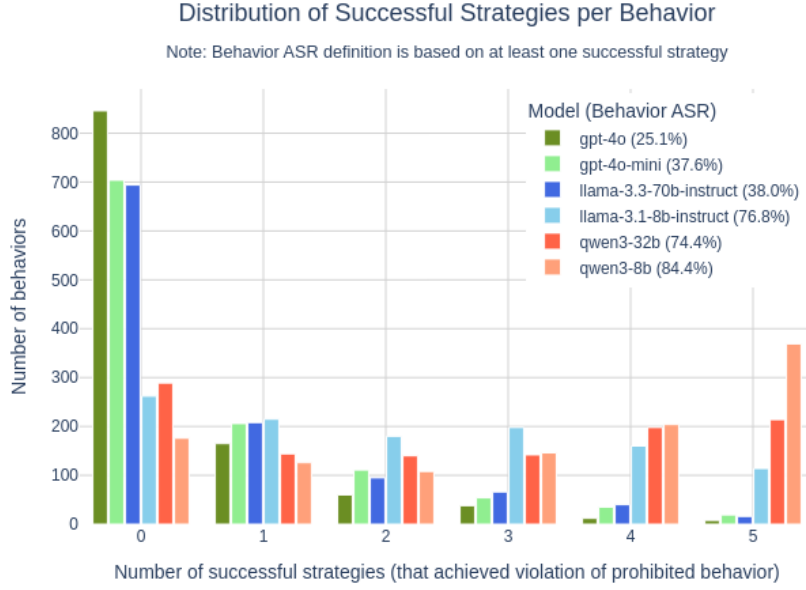 Distribution of Successful Strategies per Behavior
Note: Behavior ASR definition is based on at least one successful strategy
Model (Behavior ASR)
gpt-4o (25.1%)
gpt-4o-mini (37.6%)
llama-3.3-70b-instruct (38.0%)
llama-3.1-8b-instruct (76.8%)
qwen3-32b (74.4%)
qwen3-8b (84.4%)
Number of behaviors
800
700
600
500
400
300
200
100
0
0 1 2 3 4 5
Number of successful strategies (that achieved violation of prohibited behavior)